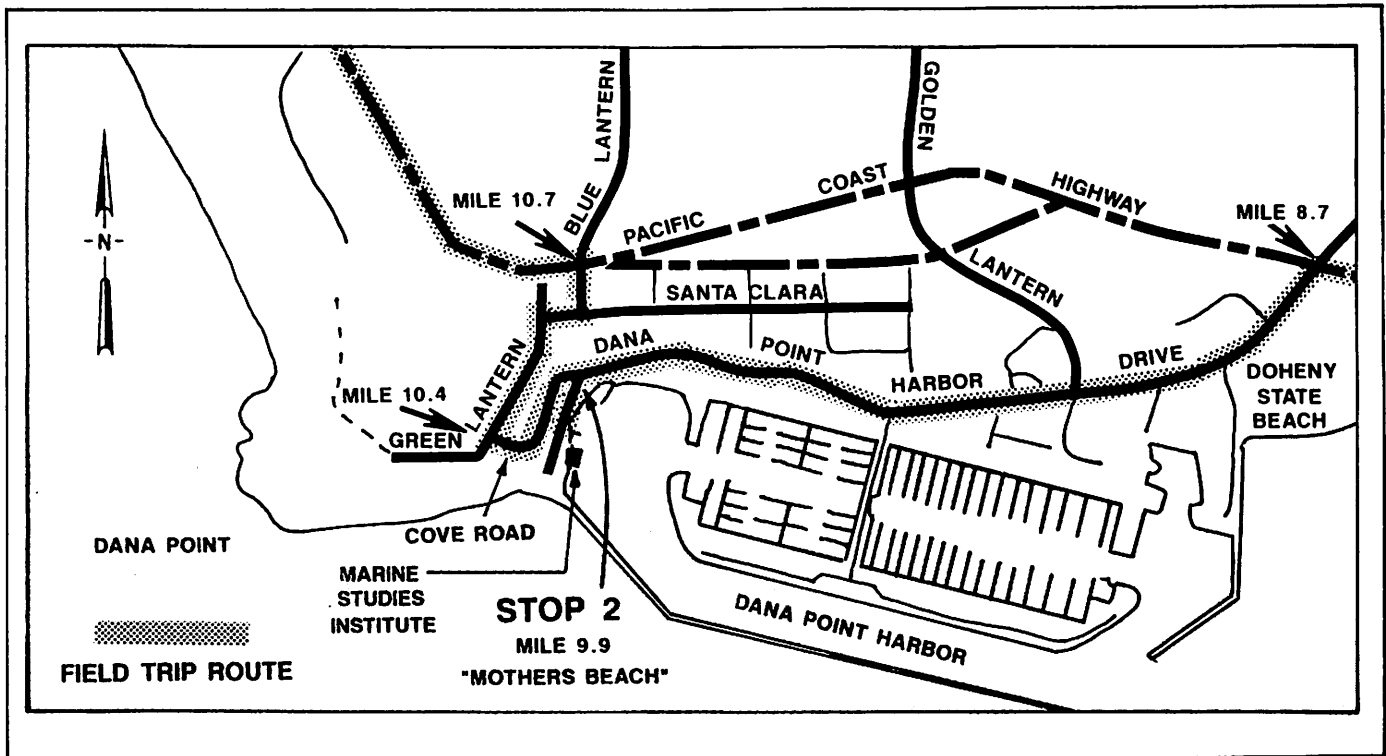 BLUE LANTERN
GOLDEN LANTERN
PACIFIC COAST HIGHWAY
MILE 10.7
MILE 8.7
-N-
SANTA CLARA
DANA POINT HARBOR DRIVE
GREEN LANTERN
MILE 10.4
DOHENY
STATE
BEACH
COVE ROAD
DANA POINT
MARINE
STUDIES
INSTITUTE
STOP 2
MILE 9.9
"MOTHERS BEACH"
DANA POINT HARBOR
FIELD TRIP ROUTE